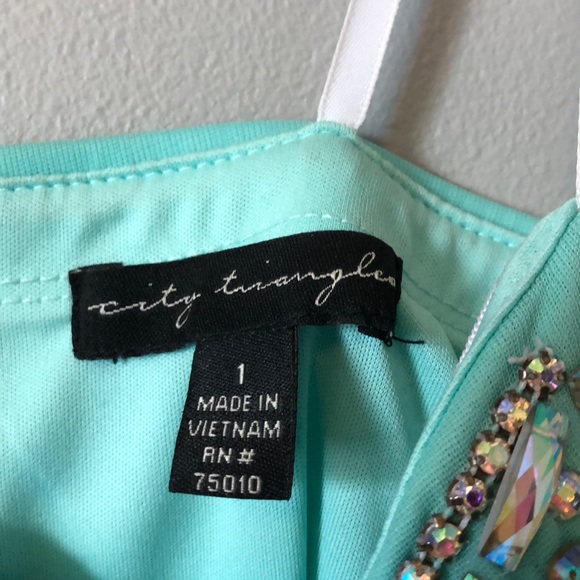 city triangles
1
MADE IN
VIETNAM
RN #
75010